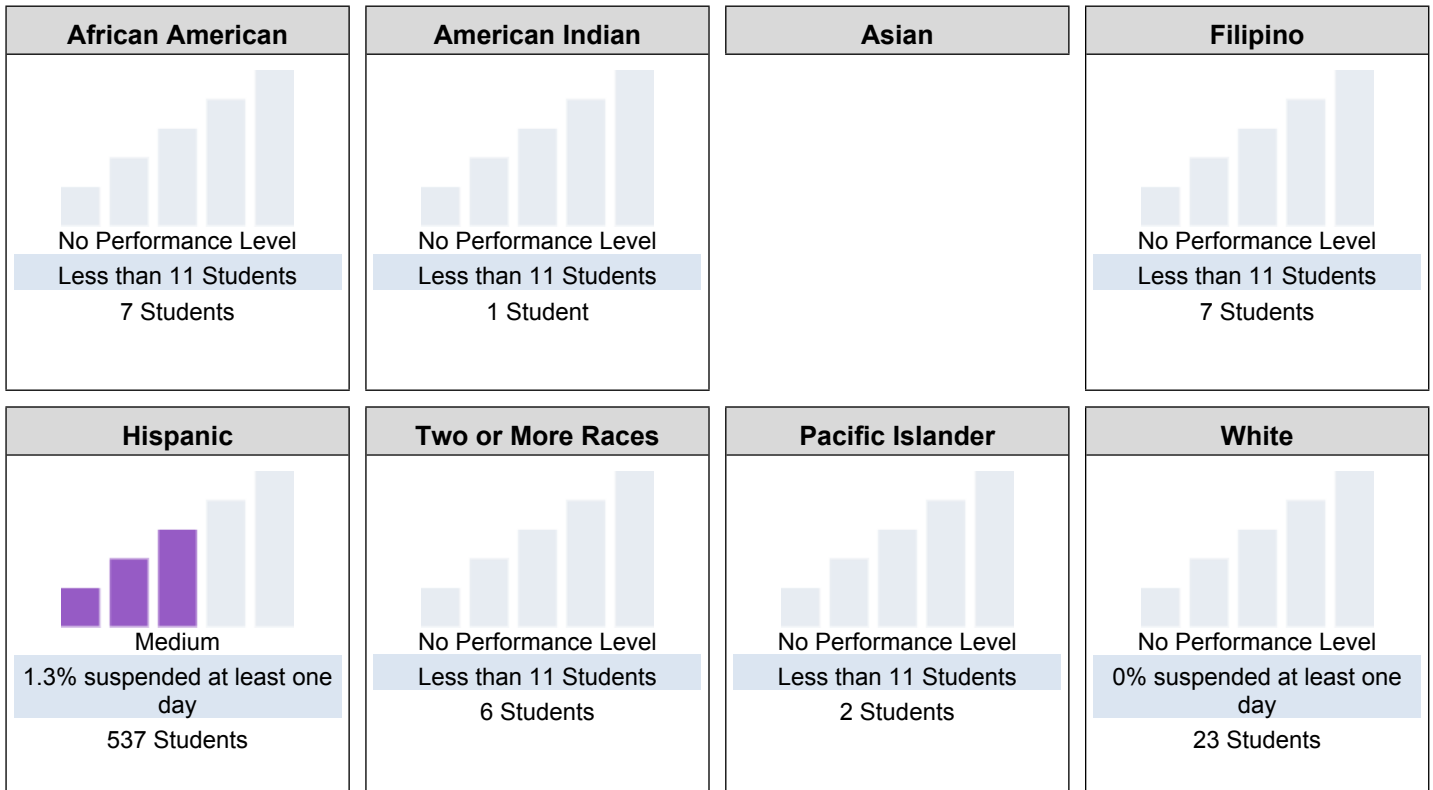 African American
No Performance Level
Less than 11 Students
7 Students
American Indian
No Performance Level
Less than 11 Students
1 Student
Asian
Filipino
No Performance Level
Less than 11 Students
7 Students
Hispanic
Medium
1.3% suspended at least one
day
537 Students
Two or More Races
No Performance Level
Less than 11 Students
6 Students
Pacific Islander
No Performance Level
Less than 11 Students
2 Students
White
No Performance Level
0% suspended at least one
day
23 Students